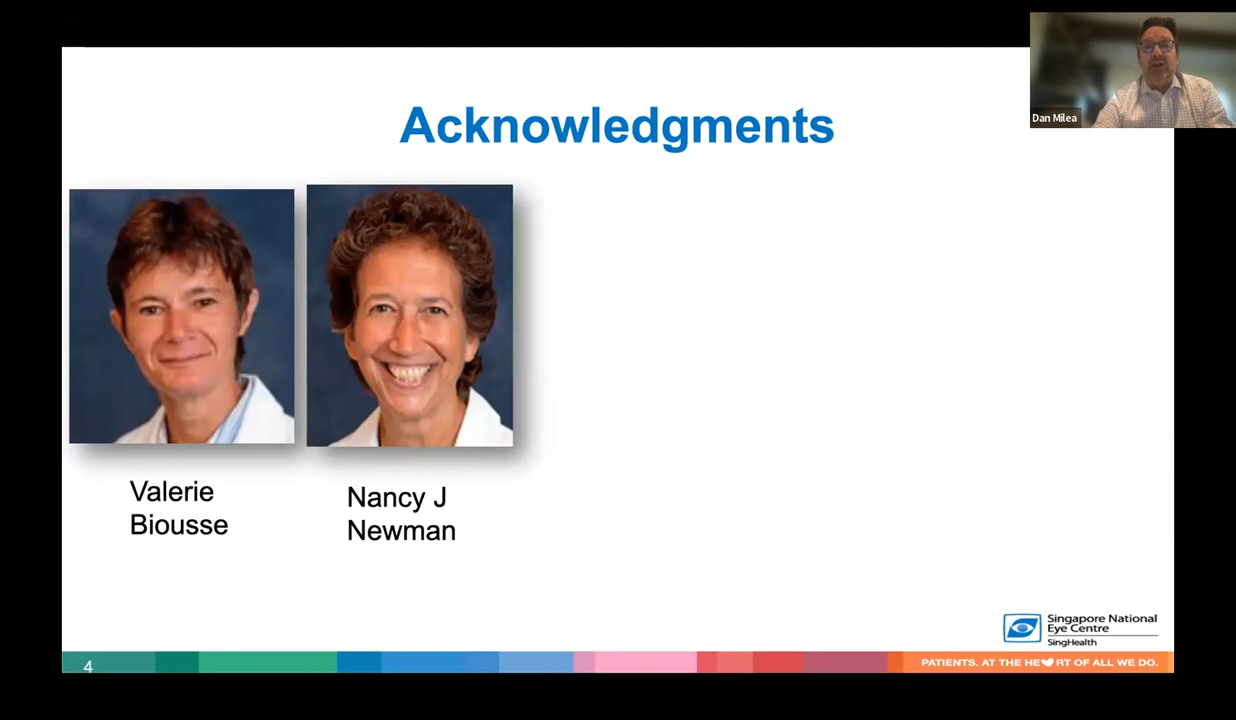 Acknowledgments
Dan Milea
Valerie
Biousse
Nancy J
Newman
Singapore National
Eye Centre
SingHealth
4
PATIENTS. AT THE HE RT OF ALL WE DO.